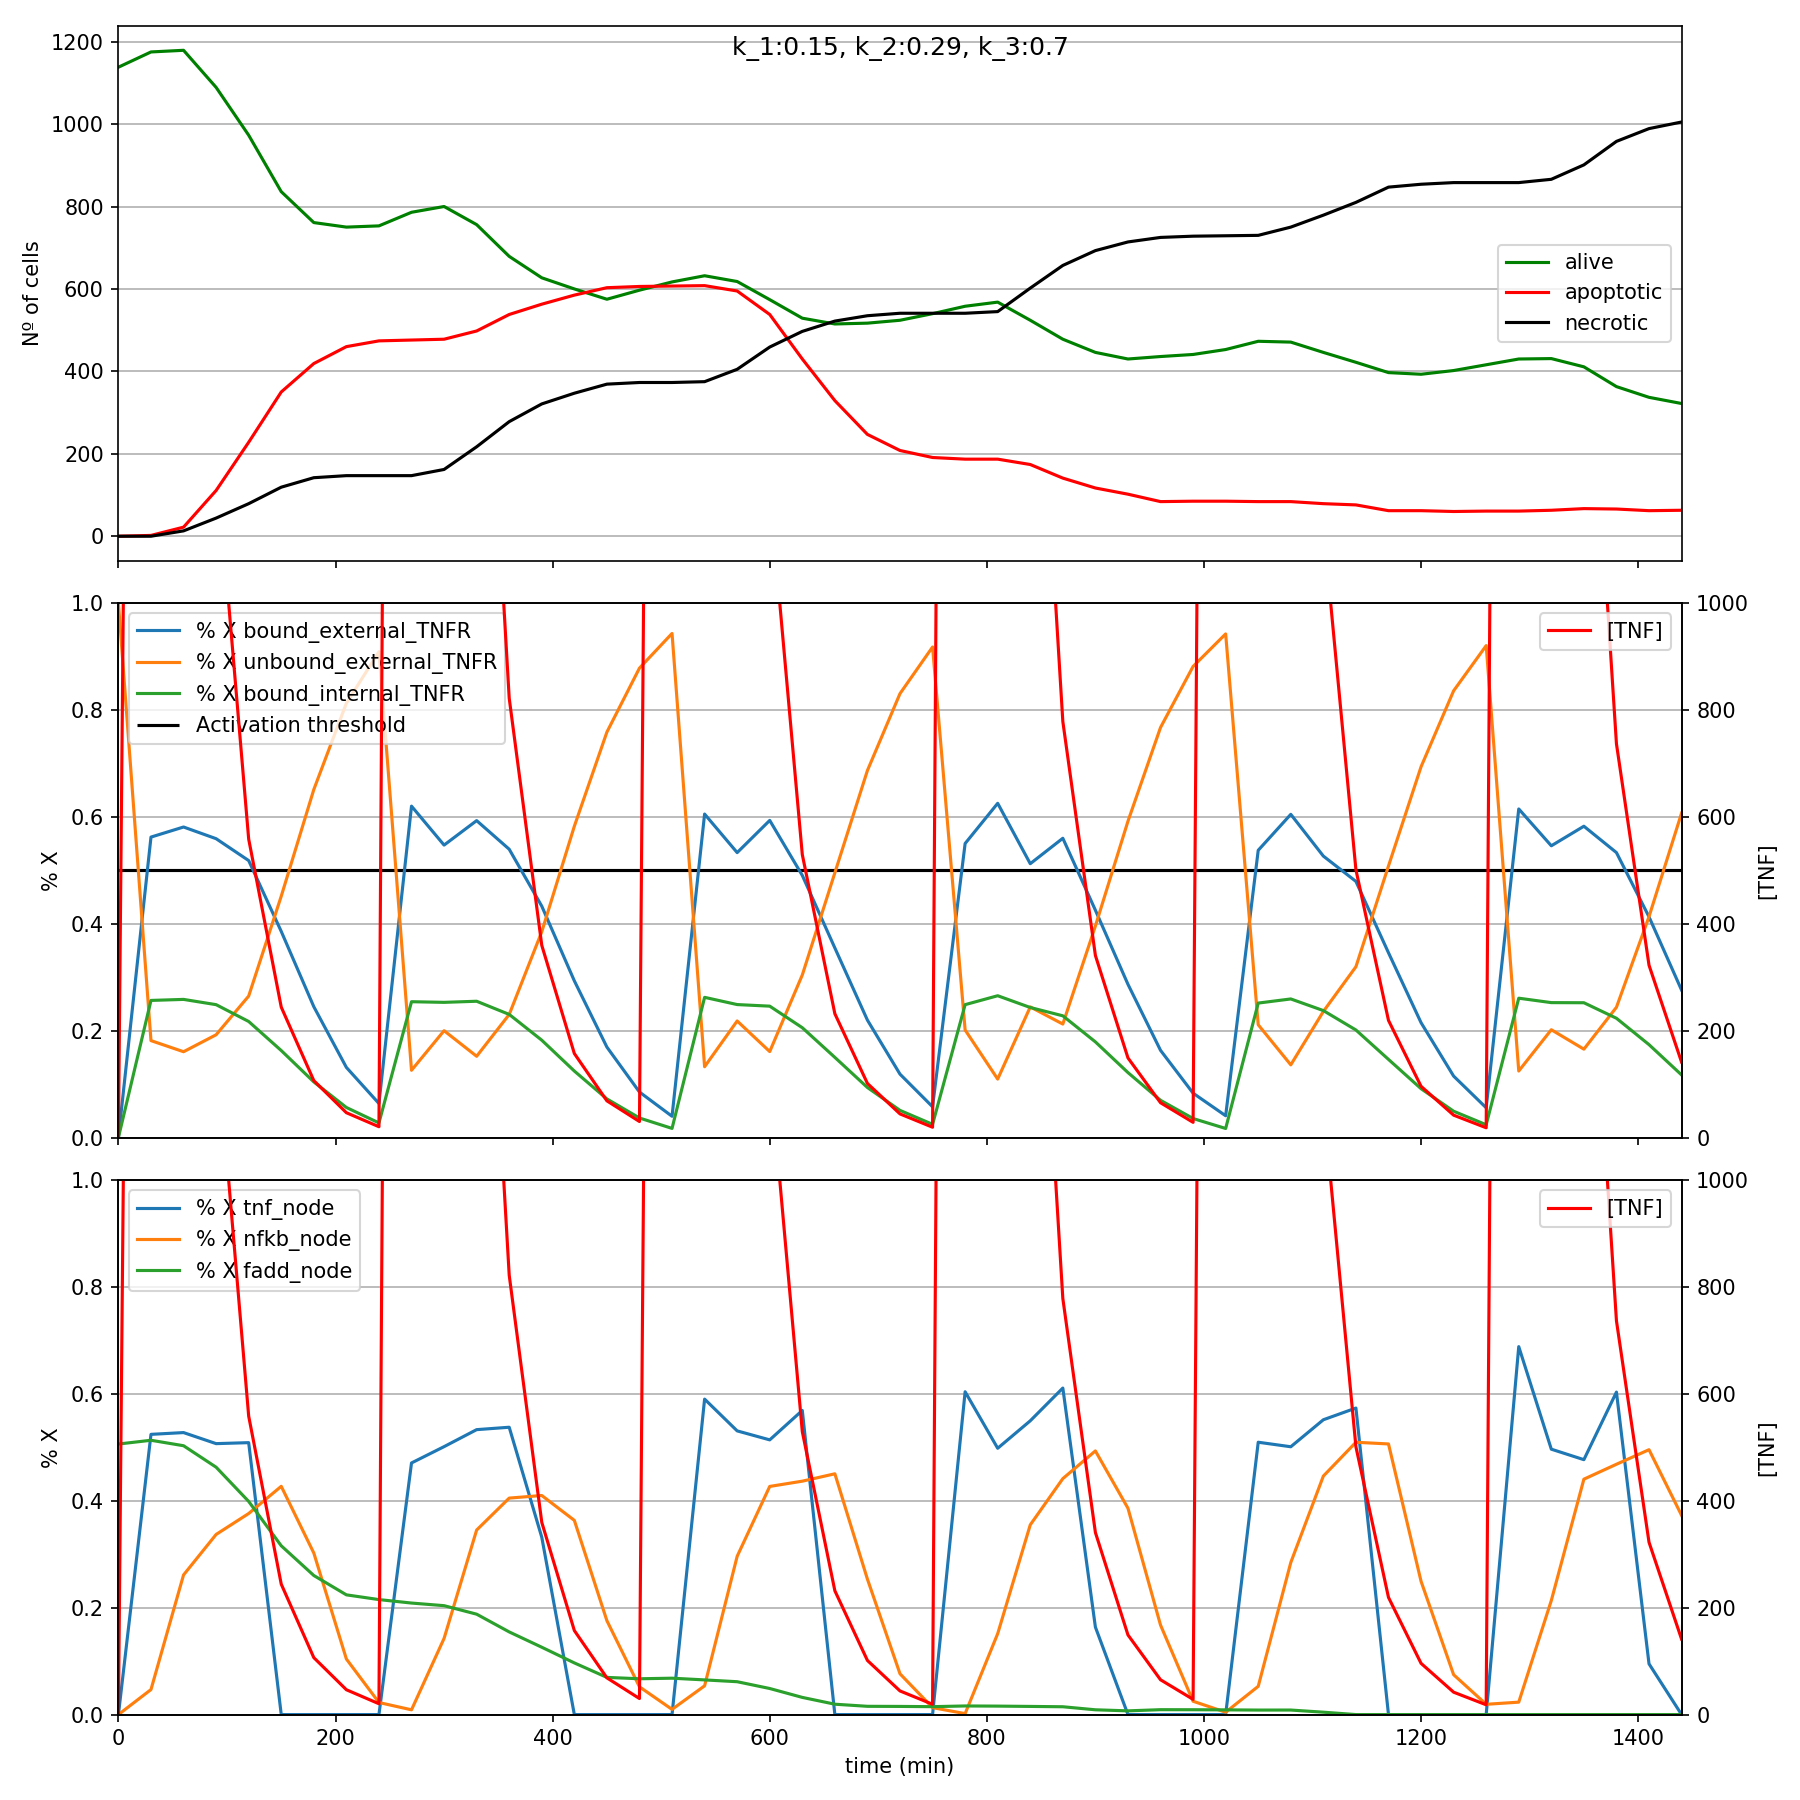 k_1:0.15, k_2:0.29, k_3:0.7
1200
1000
800
600
400
200
0
Nº of cells
alive
apoptotic
necrotic
1.0
0.8
0.6
0.4
0.2
0.0
% X
% X bound_external_TNFR
% X unbound_external_TNFR
% X bound_internal_TNFR
Activation threshold
[TNF]
1000
800
600
400
200
0
[TNF]
1.0
0.8
0.6
0.4
0.2
0.0
% X
% X tnf_node
% X nfkb_node
% X fadd_node
[TNF]
1000
800
600
400
200
0
[TNF]
0 200 400 600 800 1000 1200 1400
time (min)